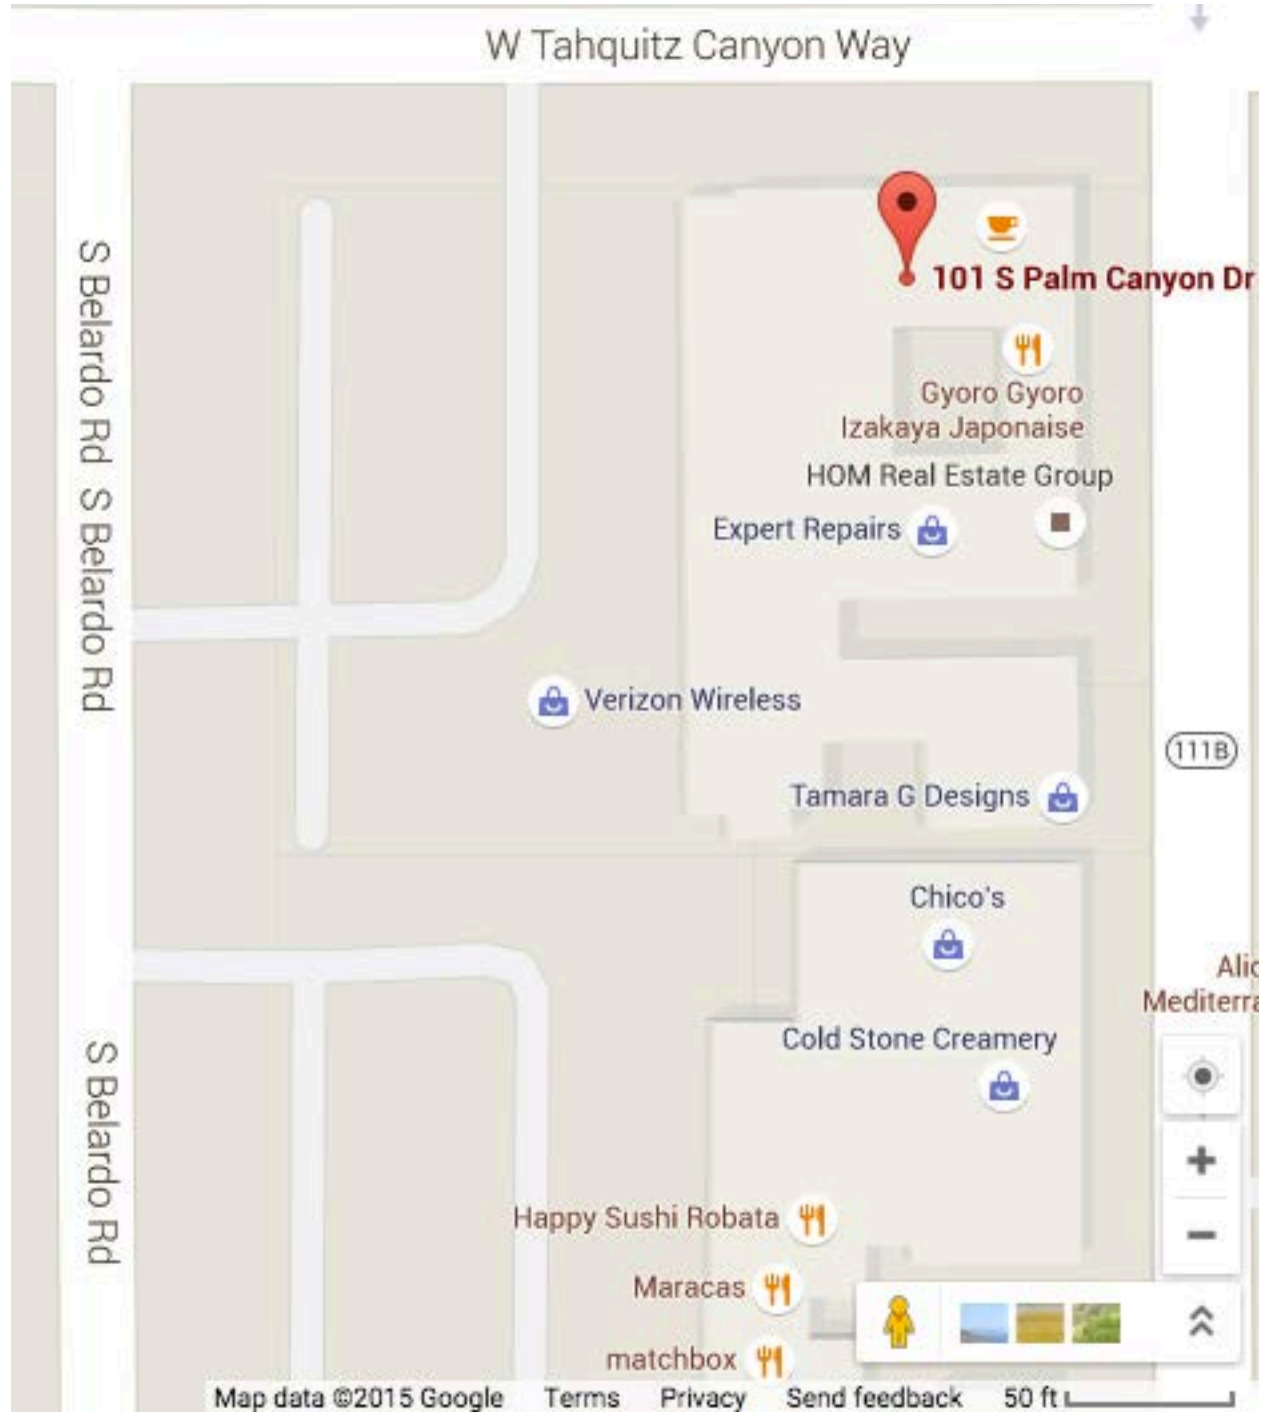 W Tahquitz Canyon Way
S Belardo Rd
101 S Palm Canyon Dr
Gyoro Gyoro
Izakaya Japonaise
HOM Real Estate Group
S Belardo Rd
Expert Repairs
Verizon Wireless
111B
Tamara G Designs
Chico's
Alic
Mediterra
Cold Stone Creamery
S Belardo Rd
Happy Sushi Robata
Maracas
matchbox
Map data ©2015 Google Terms Privacy Send feedback 50 ft